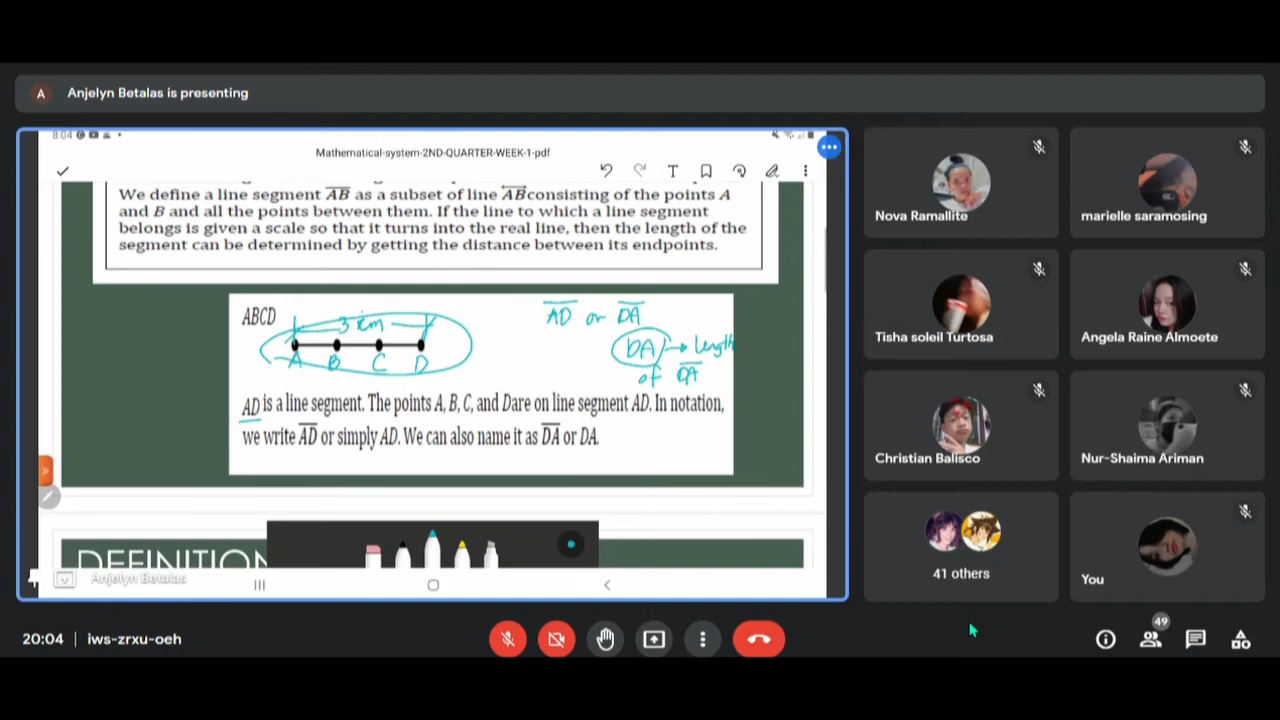 A Anjelyn Betalas is presenting
8:04
Mathematical-system-2ND-QUARTER-WEEK-1-pdf
We define a line segment AB as a subset of line AB consisting of the points A
and B and all the points between them. If the line to which a line segment
belongs is given a scale so that it turns into the real line, then the length of the
segment can be determined by getting the distance between its endpoints.
ABCD
3 cm
A B C D
AD or DA
DA → length
of DA
AD is a line segment. The points A, B, C, and Dare on line segment AD. In notation,
we write AD or simply AD. We can also name it as DA or DA.
DEFINITION
Anjelyn Betalas
Nova Ramallite
marielle saramosing
Tisha soleil Turtosa
Angela Raine Almoete
Christian Balisco
Nur-Shaima Ariman
41 others
You
20:04 | iws-zrxu-oeh
49